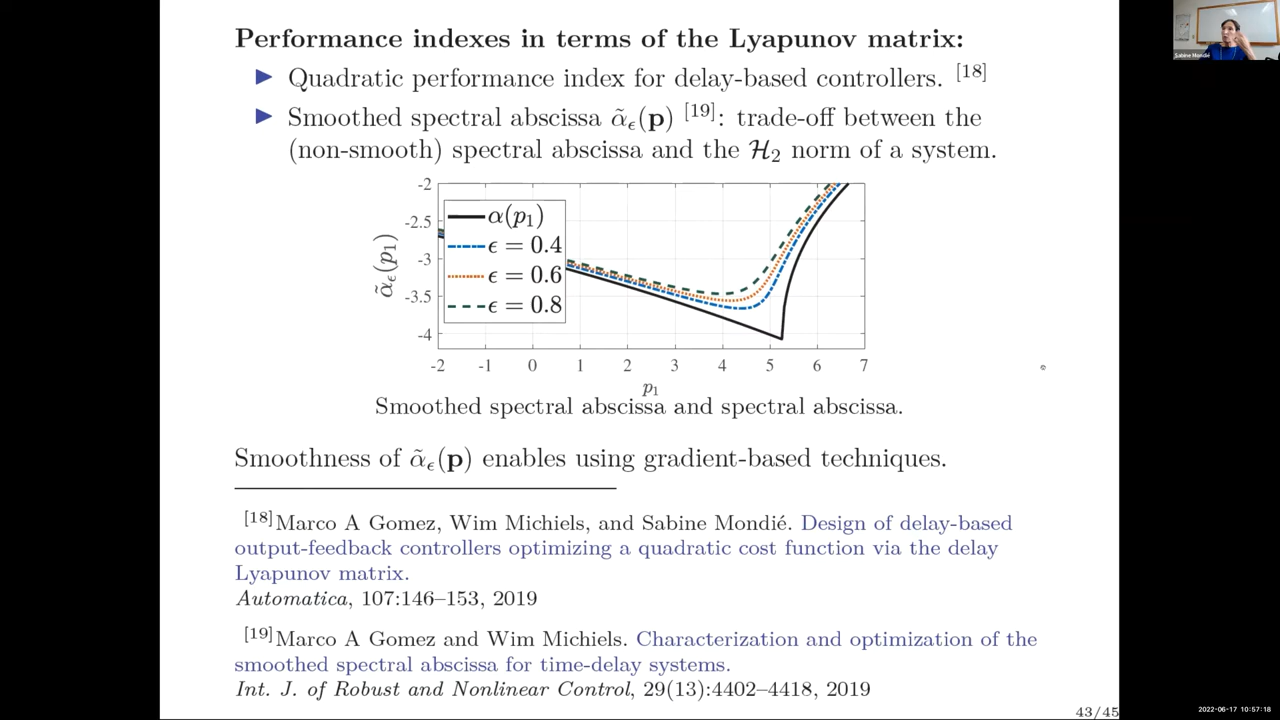 Performance indexes in terms of the Lyapunov matrix:
▶ Quadratic performance index for delay-based controllers. [18]
▶ Smoothed spectral abscissa α̃ϵ(p) [19]: trade-off between the
(non-smooth) spectral abscissa and the ℋ2 norm of a system.
-2
-2.5
-3
-3.5
-4
α̃ϵ(p1)
α(p1)
ϵ = 0.4
ϵ = 0.6
ϵ = 0.8
-2 -1 0 1 2 3 4 5 6 7
p1
Smoothed spectral abscissa and spectral abscissa.
Smoothness of α̃ϵ(p) enables using gradient-based techniques.
[18]Marco A Gomez, Wim Michiels, and Sabine Mondié. Design of delay-based
output-feedback controllers optimizing a quadratic cost function via the delay
Lyapunov matrix.
Automatica, 107:146–153, 2019
[19]Marco A Gomez and Wim Michiels. Characterization and optimization of the
smoothed spectral abscissa for time-delay systems.
Int. J. of Robust and Nonlinear Control, 29(13):4402–4418, 2019
43/45
Sabine Mondié
2022-06-17 10:57:18